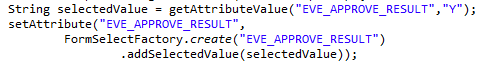 String selectedValue = getAttributeValue("EVE_APPROVE_RESULT","Y");
setAttribute("EVE_APPROVE_RESULT",
FormSelectFactory.create("EVE_APPROVE_RESULT")
.addSelectedValue(selectedValue));